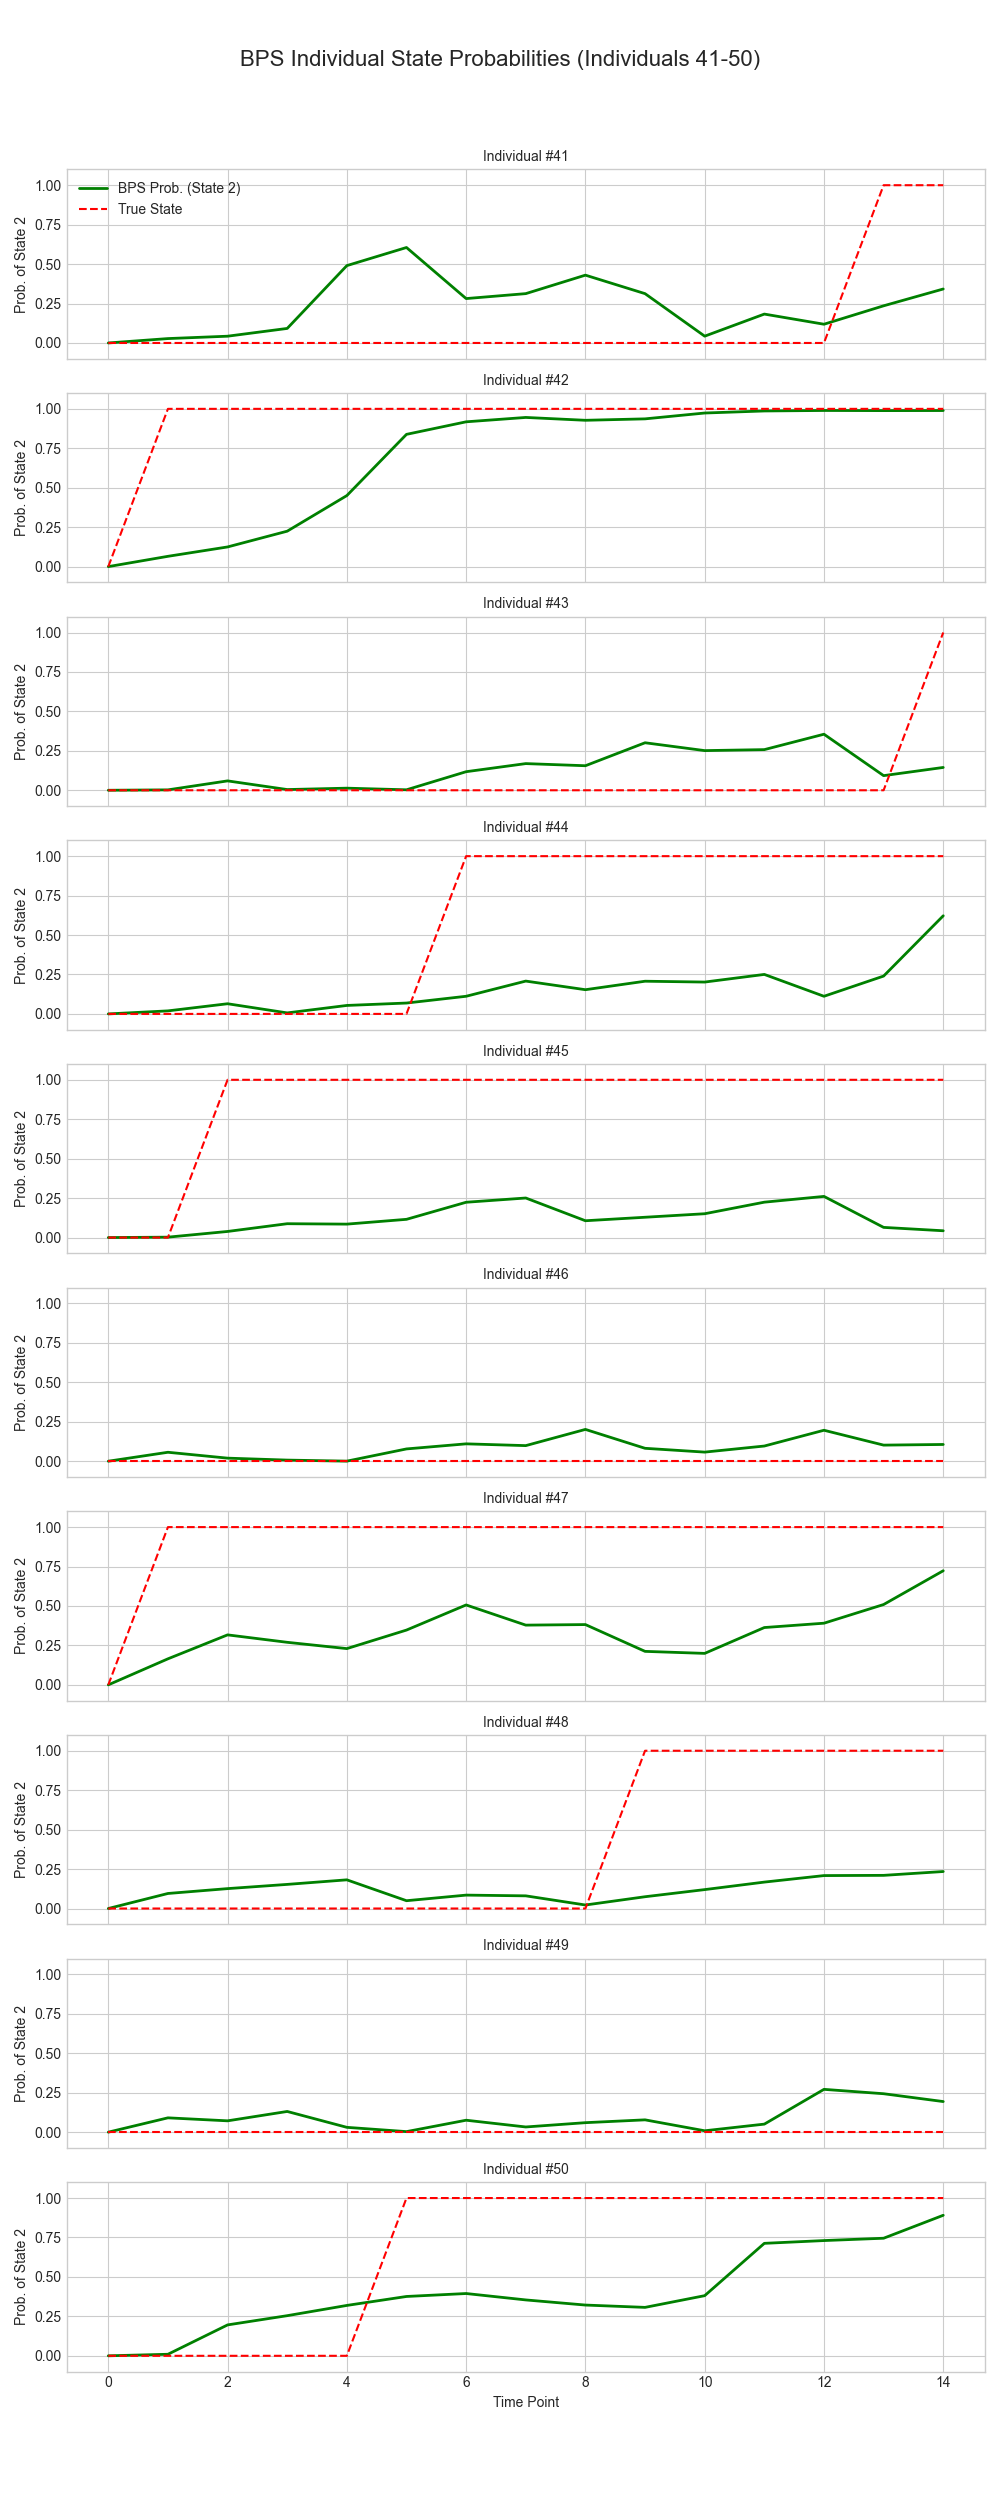 BPS Individual State Probabilities (Individuals 41-50)
Individual #41
Prob. of State 2
1.00
0.75
0.50
0.25
0.00
BPS Prob. (State 2)
True State
Individual #42
Prob. of State 2
1.00
0.75
0.50
0.25
0.00
Individual #43
Prob. of State 2
1.00
0.75
0.50
0.25
0.00
Individual #44
Prob. of State 2
1.00
0.75
0.50
0.25
0.00
Individual #45
Prob. of State 2
1.00
0.75
0.50
0.25
0.00
Individual #46
Prob. of State 2
1.00
0.75
0.50
0.25
0.00
Individual #47
Prob. of State 2
1.00
0.75
0.50
0.25
0.00
Individual #48
Prob. of State 2
1.00
0.75
0.50
0.25
0.00
Individual #49
Prob. of State 2
1.00
0.75
0.50
0.25
0.00
Individual #50
Prob. of State 2
1.00
0.75
0.50
0.25
0.00
0 2 4 6 8 10 12 14
Time Point